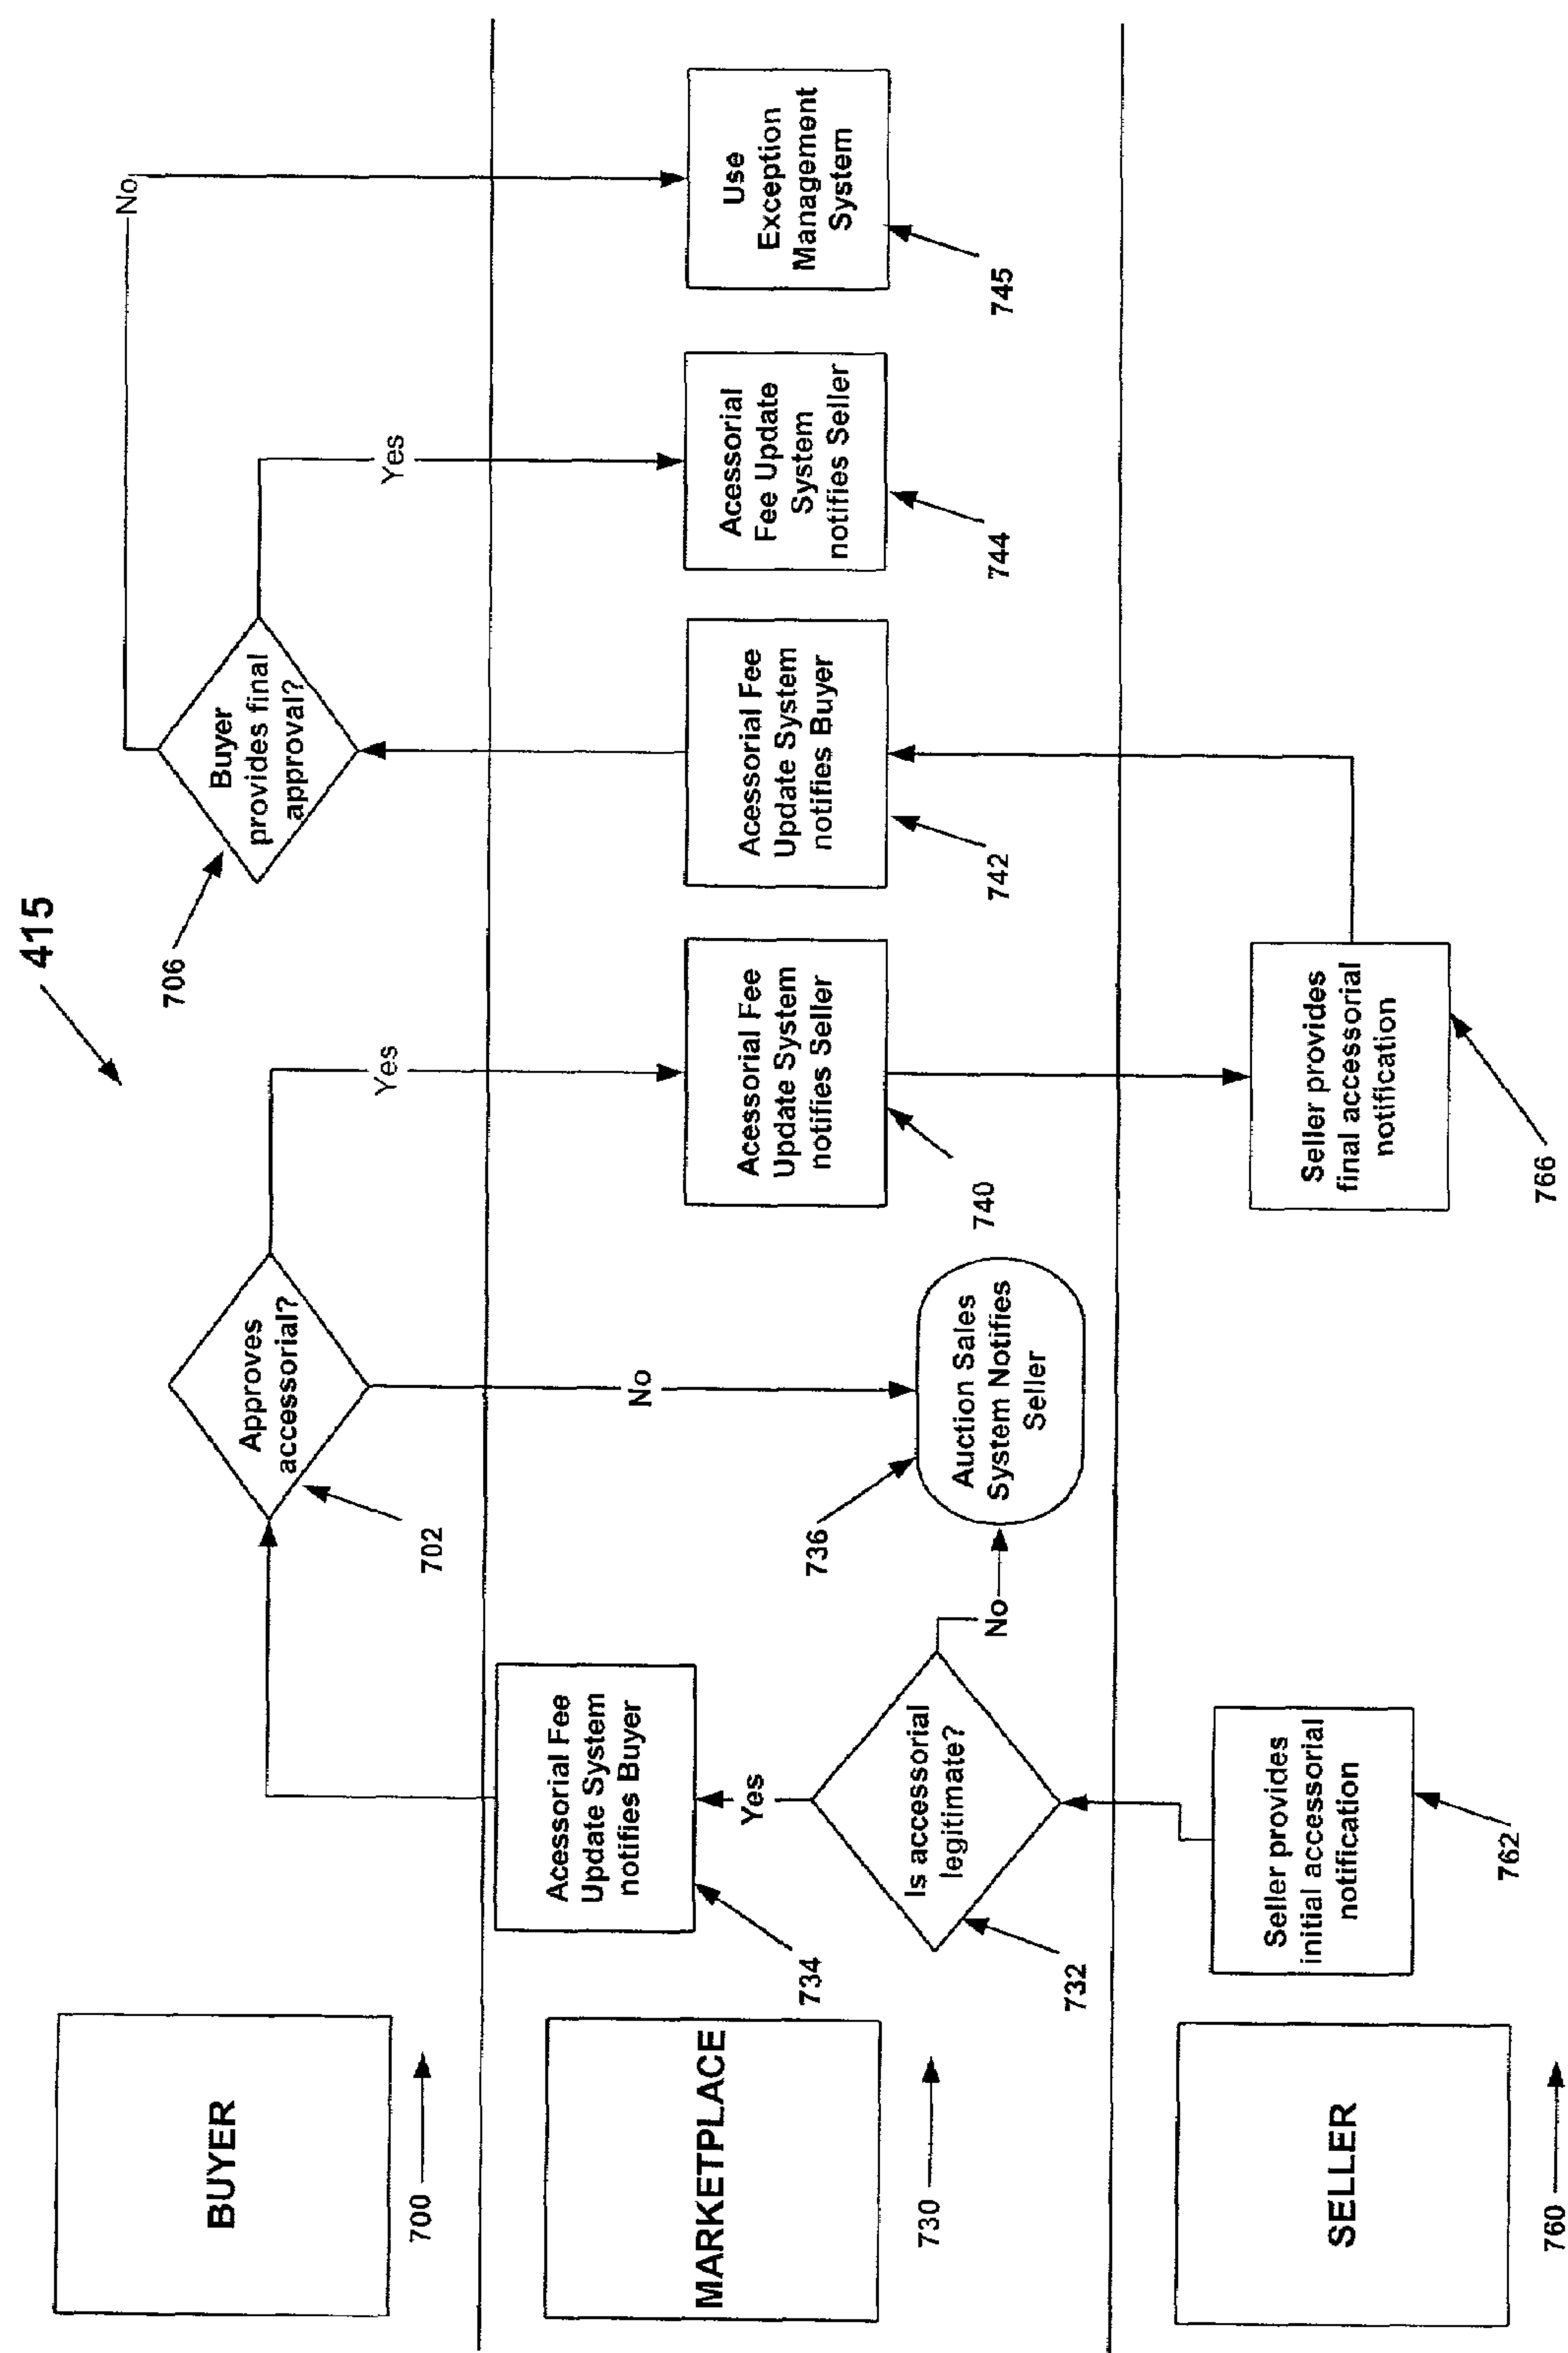 415
BUYER
700
Approves
accessorial?
702
Yes
No
Buyer
provides final
approval?
706
Yes
No
MARKETPLACE
730
Acessorial Fee
Update System
notifies Buyer
734
Is accessorial
legitimate?
732
Yes
No
Auction Sales
System Notifies
Seller
736
Acessorial Fee
Update System
notifies Seller
740
Acessorial Fee
Update System
notifies Buyer
742
Acessorial
Fee Update
System
notifies Seller
744
Use
Exception
Management
System
745
SELLER
760
Seller provides
initial accessorial
notification
762
Seller provides
final accessorial
notification
766